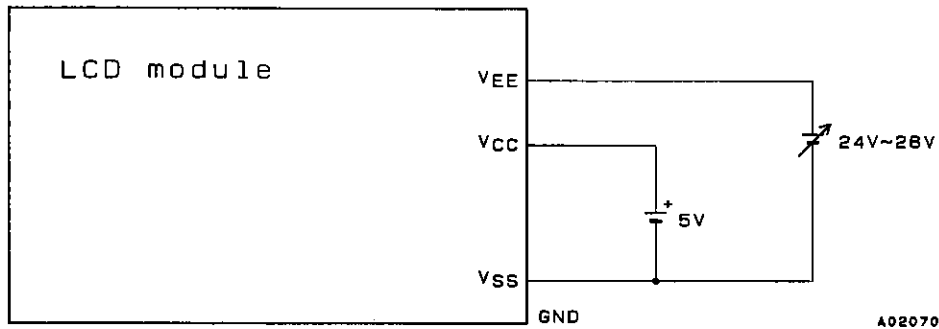 LCD module
VEE
VCC
24V~28V
+
5V
VSS
GND
A02070